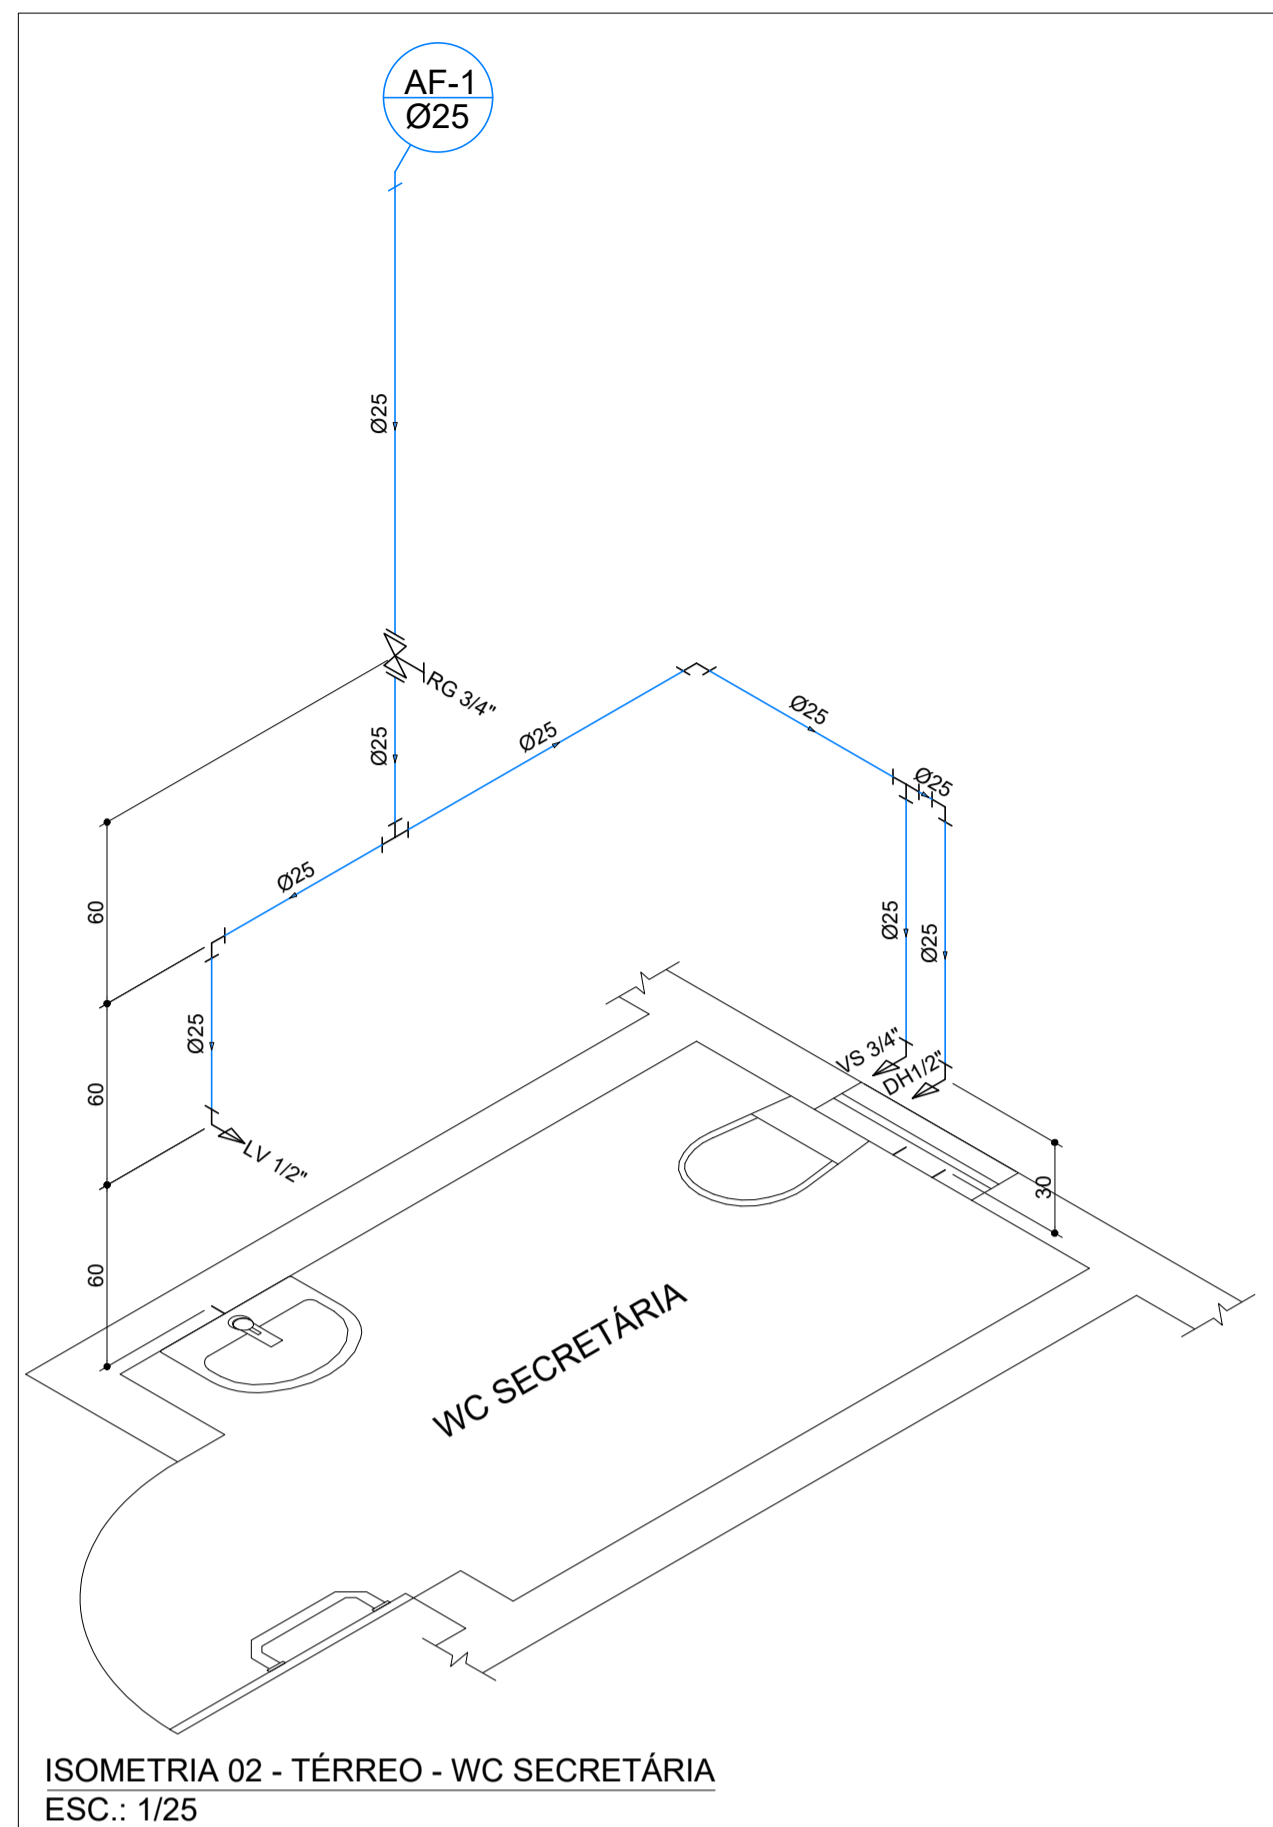 AF-1
Ø25
Ø25
RG 3/4"
Ø25
Ø25
Ø25
Ø25
Ø25
60
Ø25
Ø25
Ø25
60
VS 3/4"
DH1/2"
LV 1/2"
30
60
WC SECRETÁRIA
ISOMETRIA 02 - TÉRREO - WC SECRETÁRIA
ESC.: 1/25